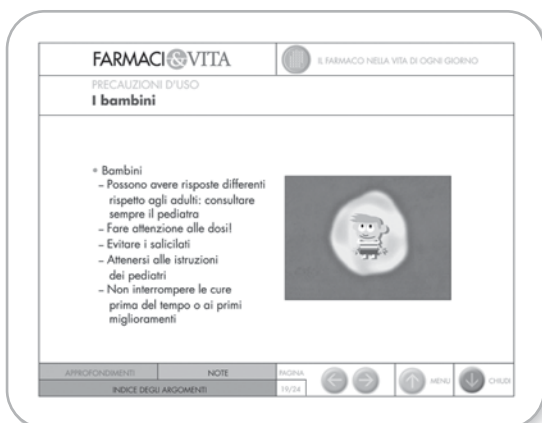 FARMACI&VITA
IL FARMACO NELLA VITA DI OGNI GIORNO
PRECAUZIONI D'USO
I bambini
• Bambini
– Possono avere risposte differenti
rispetto agli adulti: consultare
sempre il pediatra
– Fare attenzione alle dosi!
– Evitare i salicilati
– Attenersi alle istruzioni
dei pediatri
– Non interrompere le cure
prima del tempo o ai primi
miglioramenti
APPROFONDIMENTI NOTE PAGINA MENU CHIUDI
INDICE DEGLI ARGOMENTI 19/24